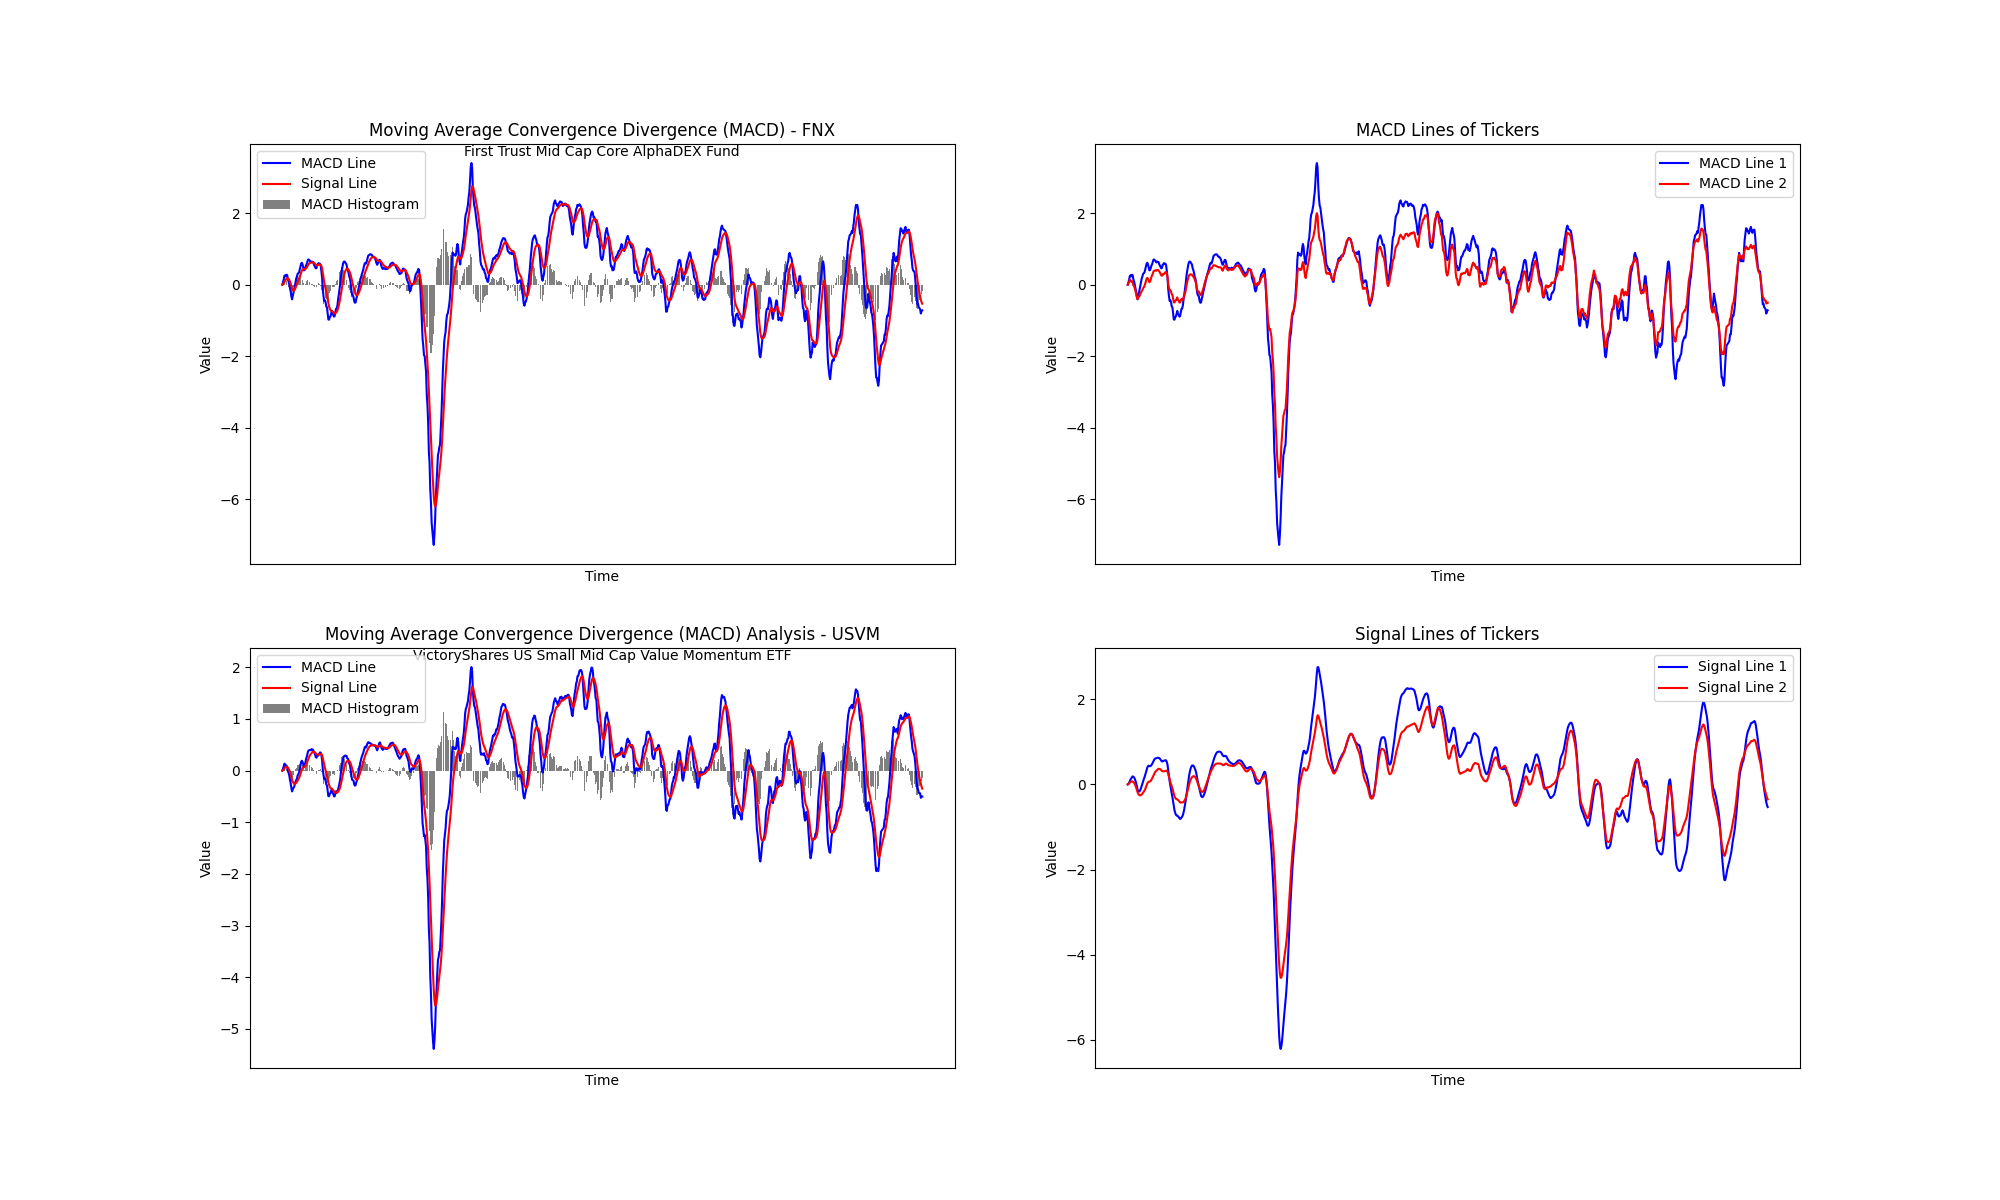 Moving Average Convergence Divergence (MACD) - FNX
First Trust Mid Cap Core AlphaDEX Fund
MACD Line
Signal Line
MACD Histogram
2
0
−2
−4
−6
Value
Time
MACD Lines of Tickers
MACD Line 1
MACD Line 2
2
0
−2
−4
−6
Value
Time
Moving Average Convergence Divergence (MACD) Analysis - USVM
VictoryShares US Small Mid Cap Value Momentum ETF
MACD Line
Signal Line
MACD Histogram
2
1
0
−1
−2
−3
−4
−5
Value
Time
Signal Lines of Tickers
Signal Line 1
Signal Line 2
2
0
−2
−4
−6
Value
Time